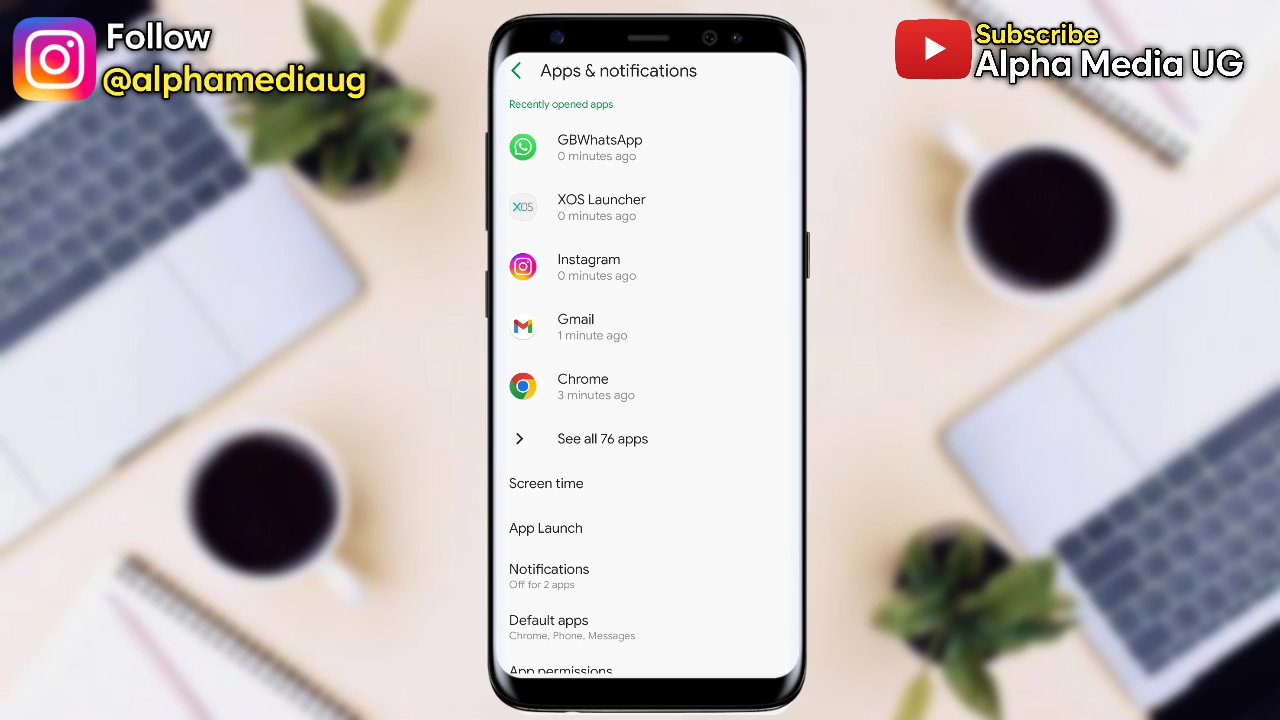 Follow
@alphamediaug
Subscribe
Alpha Media UG
Apps & notifications
Recently opened apps
GBWhatsApp
0 minutes ago
XOS
XOS Launcher
0 minutes ago
Instagram
0 minutes ago
Gmail
1 minute ago
Chrome
3 minutes ago
See all 76 apps
Screen time
App Launch
Notifications
Off for 2 apps
Default apps
Chrome, Phone, Messages
App permissions